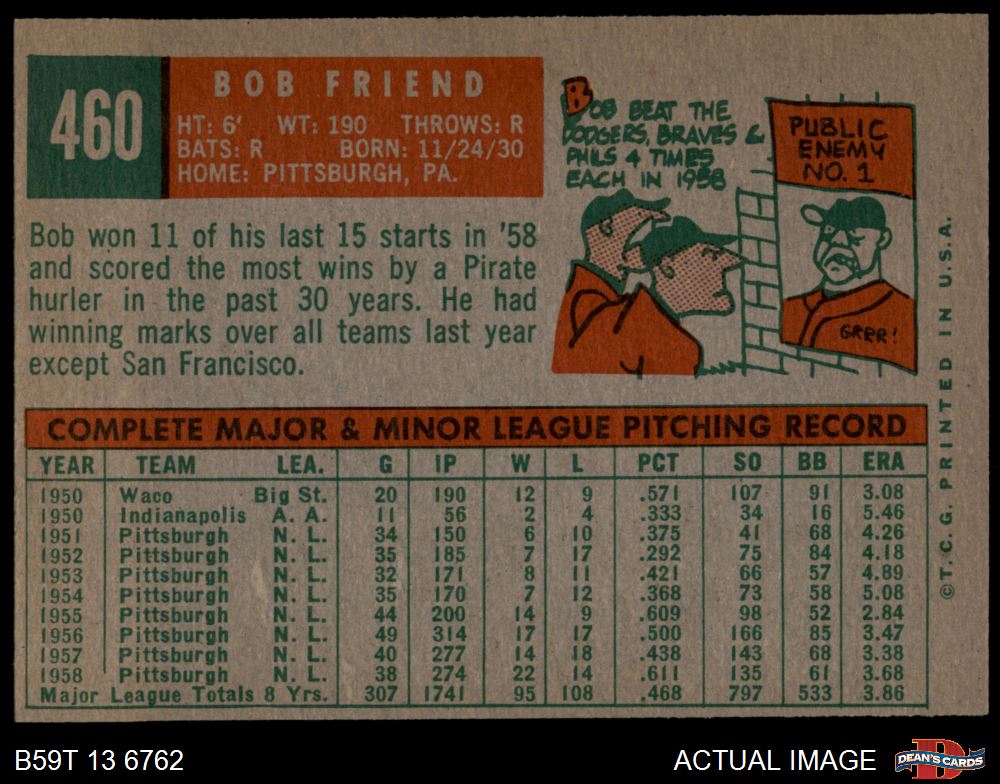 460
BOB FRIEND
HT: 6' WT: 190 THROWS: R
BATS: R BORN: 11/24/30
HOME: PITTSBURGH, PA.
BOB BEAT THE
DODGERS, BRAVES &
PHILS 4 TIMES
EACH IN 1958
PUBLIC
ENEMY
NO. 1
GRRR!
Bob won 11 of his last 15 starts in '58
and scored the most wins by a Pirate
hurler in the past 30 years. He had
winning marks over all teams last year
except San Francisco.
COMPLETE MAJOR & MINOR LEAGUE PITCHING RECORD
YEAR TEAM LEA. G IP W L PCT SO BB ERA
1950 Waco Big St. 20 190 12 9 .571 107 91 3.08
1950 Indianapolis A. A. 11 56 2 4 .333 34 16 5.46
1951 Pittsburgh N. L. 34 150 6 10 .375 41 68 4.26
1952 Pittsburgh N. L. 35 185 7 17 .292 75 84 4.18
1953 Pittsburgh N. L. 32 171 8 11 .421 66 57 4.89
1954 Pittsburgh N. L. 35 170 7 12 .368 73 58 5.08
1955 Pittsburgh N. L. 44 200 14 9 .609 98 52 2.84
1956 Pittsburgh N. L. 49 314 17 17 .500 166 85 3.47
1957 Pittsburgh N. L. 40 277 14 18 .438 143 68 3.38
1958 Pittsburgh N. L. 38 274 22 14 .611 135 61 3.68
Major League Totals 8 Yrs. 307 1741 95 108 .468 797 533 3.86
©T.C.G. PRINTED IN U.S.A.
B59T 13 6762
ACTUAL IMAGE
D
DEAN'S CARDS